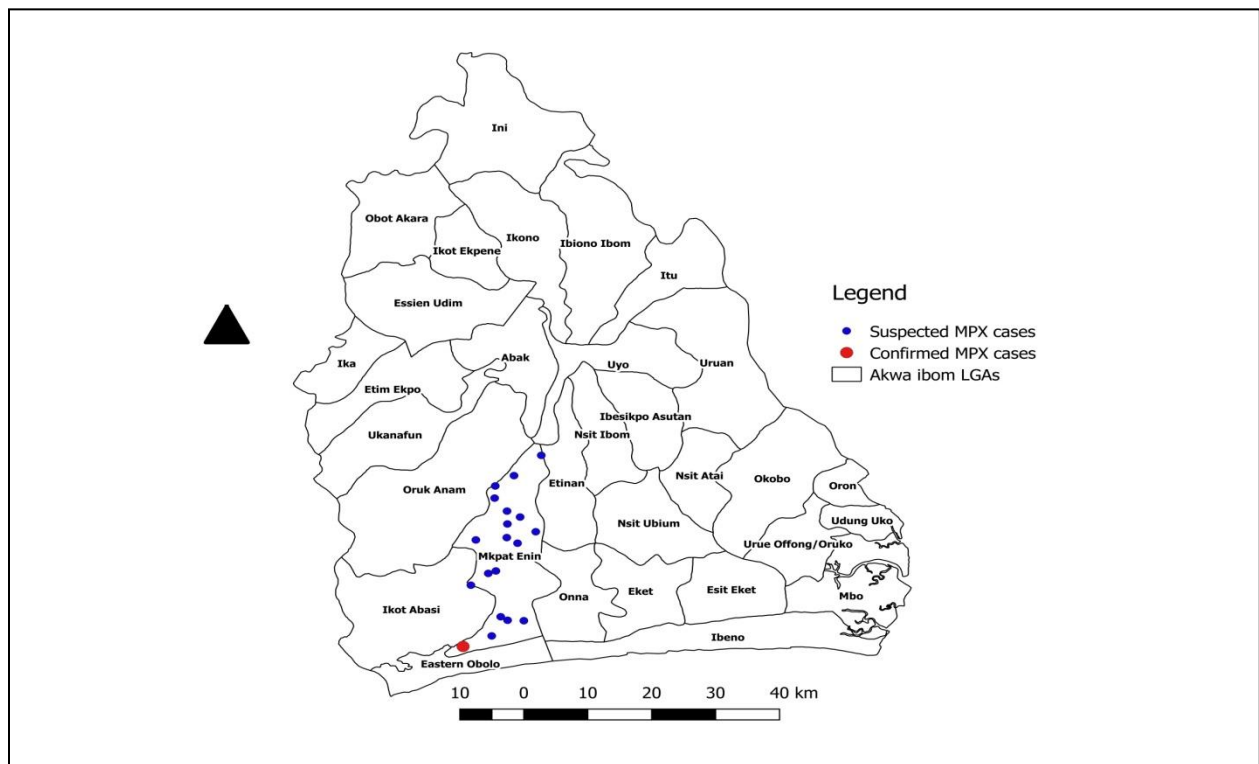 Ini
Obot Akara
Ikot Ekpene
Ikono
Ibiono Ibom
Itu
Essien Udim
Legend
Suspected MPX cases
Confirmed MPX cases
Akwa ibom LGAs
Ika
Abak
Uyo
Uruan
Etim Ekpo
Ibesikpo Asutan
Ukanafun
Nsit Ibom
Nsit Atai
Okobo
Oruk Anam
Etinan
Oron
Nsit Ubium
Udung Uko
Urue Offong/Oruko
Mkpat Enin
Onna
Eket
Esit Eket
Mbo
Ikot Abasi
Ibeno
Eastern Obolo
10 0 10 20 30 40 km